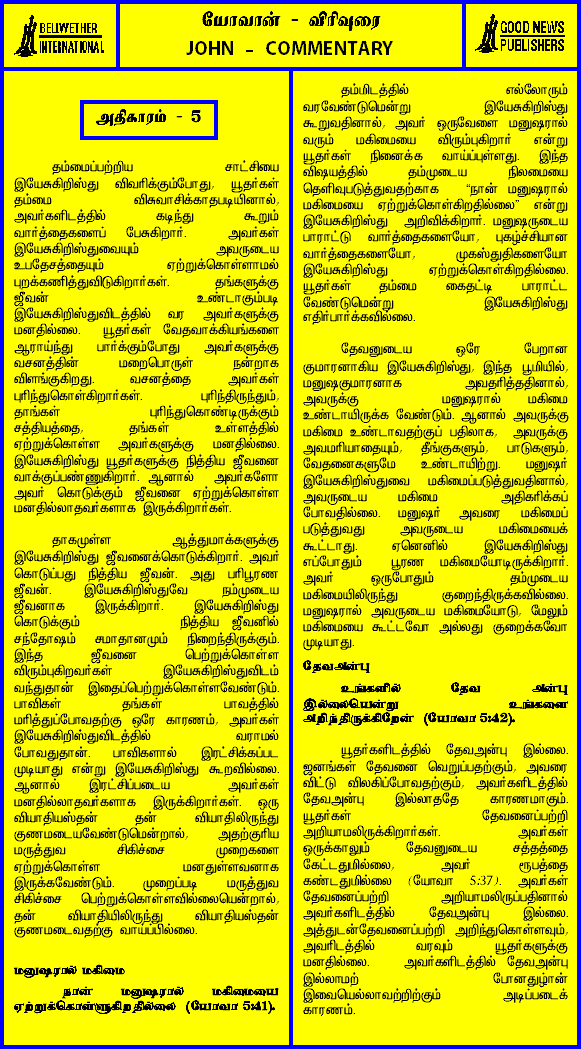 BELWETHER
INTERNATIONAL
யோவான் - விரிவுரை
JOHN - COMMENTARY
GOOD NEWS
PUBLISHERS
அதிகாரம் - 5
தம்மைப்பற்றிய சாட்சியை
இயேசுகிறிஸ்து விவரிக்கும்போது, யூதர்கள்
தம்மை விசுவாசிக்காதபடியினால்,
அவர்களிடத்தில் கடிந்து கூறும்
வார்த்தைகளைப் பேசுகிறார். அவர்கள்
இயேசுகிறிஸ்துவையும் அவருடைய
உபதேசத்தையும் ஏற்றுக்கொள்ளாமல்
புறக்கணித்துவிடுகிறார்கள். தங்களுக்கு
ஜீவன் உண்டாகும்படி
இயேசுகிறிஸ்துவிடத்தில் வர அவர்களுக்கு
மனதில்லை. யூதர்கள் வேதவாக்கியங்களை
ஆராய்ந்து பார்க்கும்போது அவர்களுக்கு
வசனத்தின் மறைபொருள் நன்றாக
விளங்குகிறது. வசனத்தை அவர்கள்
புரிந்துகொள்கிறார்கள். புரிந்திருந்தும்,
தாங்கள் புரிந்துகொண்டிருக்கும்
சத்தியத்தை, தங்கள் உள்ளத்தில்
ஏற்றுக்கொள்ள அவர்களுக்கு மனதில்லை.
இயேசுகிறிஸ்து யூதர்களுக்கு நித்திய ஜீவனை
வாக்குப்பண்ணுகிறார். ஆனால் அவர்களோ
அவர் கொடுக்கும் ஜீவனை ஏற்றுக்கொள்ள
மனதில்லாதவர்களாக இருக்கிறார்கள்.
தாகமுள்ள ஆத்துமாக்களுக்கு
இயேசுகிறிஸ்து ஜீவனைக்கொடுக்கிறார். அவர்
கொடுப்பது நித்திய ஜீவன். அது பரிபூரண
ஜீவன். இயேசுகிறிஸ்துவே நம்முடைய
ஜீவனாக இருக்கிறார். இயேசுகிறிஸ்து
கொடுக்கும் நித்திய ஜீவனில்
சந்தோஷம் சமாதானமும் நிறைந்திருக்கும்.
இந்த ஜீவனை பெற்றுக்கொள்ள
விரும்புகிறவர்கள் இயேசுகிறிஸ்துவிடம்
வந்துதான் இதைப்பெற்றுக்கொள்ளவேண்டும்.
பாவிகள் தங்கள் பாவத்தில்
மரித்துப்போவதற்கு ஒரே காரணம், அவர்கள்
இயேசுகிறிஸ்துவிடத்தில் வராமல்
போவதுதான். பாவிகளால் இரட்சிக்கப்பட
முடியாது என்று இயேசுகிறிஸ்து கூறவில்லை.
ஆனால் இரட்சிப்படைய அவர்கள்
மனதில்லாதவர்களாக இருக்கிறார்கள். ஒரு
வியாதியஸ்தன் தன் வியாதிலிருந்து
குணமடையவேண்டுமென்றால், அதற்குரிய
மருத்துவ சிகிச்சை முறைகளை
ஏற்றுக்கொள்ள மனதுள்ளவனாக
இருக்கவேண்டும். முறைப்படி மருத்துவ
சிகிச்சை பெற்றுக்கொள்ளவில்லையென்றால்,
தன் வியாதியிலிருந்து வியாதியஸ்தன்
குணமடைவதற்கு வாய்ப்பில்லை.
மனுஷரால் மகிமை
நான் மனுஷரால் மகிமையை
ஏற்றுக்கொள்ளுகிறதில்லை (யோவா 5:41).
தம்மிடத்தில் எல்லோரும்
வரவேண்டுமென்று இயேசுகிறிஸ்து
கூறுவதினால், அவர் ஒருவேளை மனுஷரால்
வரும் மகிமையை விரும்புகிறார் என்று
யூதர்கள் நினைக்க வாய்ப்புள்ளது. இந்த
விஷயத்தில் தம்முடைய நிலமையை
தெளிவுபடுத்துவதற்காக “நான் மனுஷரால்
மகிமையை ஏற்றுக்கொள்கிறதில்லை” என்று
இயேசுகிறிஸ்து அறிவிக்கிறார். மனுஷருடைய
பாராட்டு வார்த்தைகளையோ, புகழ்ச்சியான
வார்த்தைகளையோ, முகஸ்துதிகளையோ
இயேசுகிறிஸ்து ஏற்றுக்கொள்கிறதில்லை.
யூதர்கள் தம்மை கைதட்டி பாராட்ட
வேண்டுமென்று இயேசுகிறிஸ்து
எதிர்பார்க்கவில்லை.
தேவனுடைய ஒரே பேறான
குமாரனாகிய இயேசுகிறிஸ்து, இந்த பூமியில்,
மனுஷகுமாரனாக அவதரித்ததினால்,
அவருக்கு மனுஷரால் மகிமை
உண்டாயிருக்க வேண்டும். ஆனால் அவருக்கு
மகிமை உண்டாவதற்குப் பதிலாக, அவருக்கு
அவமரியாதையும், தீங்குகளும், பாடுகளும்,
வேதனைகளுமே உண்டாயிற்று. மனுஷர்
இயேசுகிறிஸ்துவை மகிமைப்படுத்துவதினால்,
அவருடைய மகிமை அதிகரிக்கப்
போவதில்லை. மனுஷர் அவரை மகிமைப்
படுத்துவது அவருடைய மகிமையைக்
கூட்டாது. ஏனெனில் இயேசுகிறிஸ்து
எப்போதும் பூரண மகிமையோடிருக்கிறார்.
அவர் ஒருபோதும் தம்முடைய
மகிமையிலிருந்து குறைந்திருக்கவில்லை.
மனுஷரால் அவருடைய மகிமையோடு, மேலும்
மகிமையை கூட்டவோ அல்லது குறைக்கவோ
முடியாது.
தேவஅன்பு
உங்களில் தேவ அன்பு
இல்லையென்று உங்களை
அறிந்திருக்கிறேன் (யோவா 5:42).
யூதர்களிடத்தில் தேவஅன்பு இல்லை.
ஜனங்கள் தேவனை வெறுப்பதற்கும், அவரை
விட்டு விலகிப்போவதற்கும், அவர்களிடத்தில்
தேவஅன்பு இல்லாததே காரணமாகும்.
யூதர்கள் தேவனைப்பற்றி
அறியாமலிருக்கிறார்கள். அவர்கள்
ஒருக்காலும் தேவனுடைய சத்தத்தை
கேட்டதுமில்லை, அவர் ரூபத்தை
கண்டதுமில்லை (யோவா 5:37). அவர்கள்
தேவனைப்பற்றி அறியாமலிருப்பதினால்
அவர்களிடத்தில் தேவஅன்பு இல்லை.
அத்துடன்தேவனைப்பற்றி அறிந்துகொள்ளவும்,
அவரிடத்தில் வரவும் யூதர்களுக்கு
மனதில்லை. அவர்களிடத்தில் தேவஅன்பு
இல்லாமற் போனதுழான்
இவையெல்லாவற்றிற்கும் அடிப்படைக்
காரணம்.